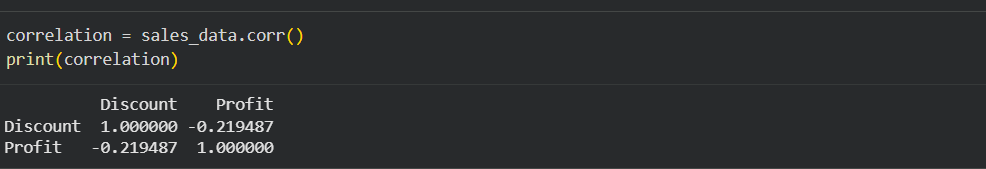 correlation = sales_data.corr()
print(correlation)
Discount Profit
Discount 1.000000 -0.219487
Profit -0.219487 1.000000